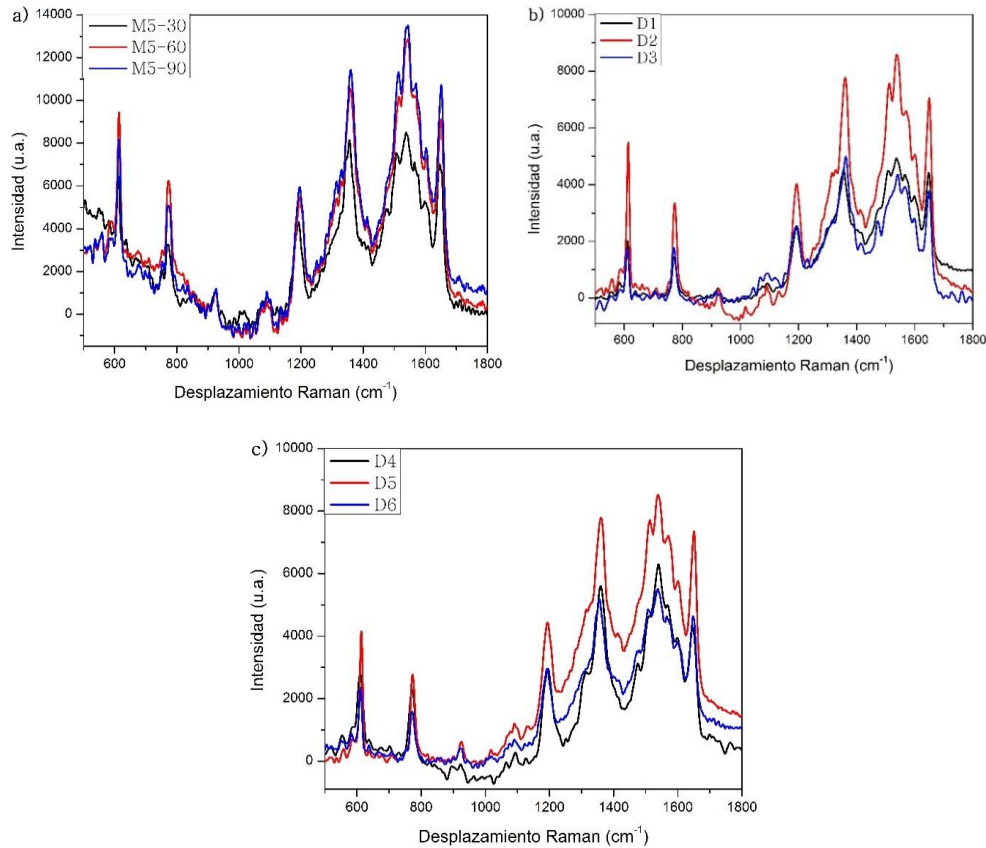 a)
M5-30
M5-60
M5-90
14000
12000
10000
8000
6000
4000
2000
0
600 800 1000 1200 1400 1600 1800
Intensidad (u.a.)
Desplazamiento Raman (cm⁻¹)
b)
D1
D2
D3
10000
8000
6000
4000
2000
0
600 800 1000 1200 1400 1600 1800
Intensidad (u.a.)
Desplazamiento Raman (cm⁻¹)
c)
D4
D5
D6
10000
8000
6000
4000
2000
0
600 800 1000 1200 1400 1600 1800
Intensidad (u.a.)
Desplazamiento Raman (cm⁻¹)